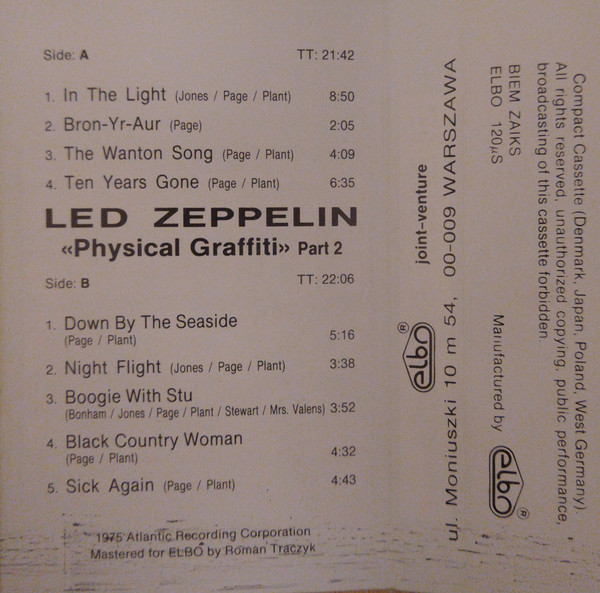 Side: A TT: 21:42
1. In The Light (Jones / Page / Plant) 8:50
2. Bron-Yr-Aur (Page) 2:05
3. The Wanton Song (Page / Plant) 4:09
4. Ten Years Gone (Page / Plant) 6:35
LED ZEPPELIN
«Physical Graffiti» Part 2
Side: B TT: 22:06
1. Down By The Seaside
(Page / Plant) 5:16
2. Night Flight (Jones / Page / Plant) 3:38
3. Boogie With Stu
(Bonham / Jones / Page / Plant / Stewart / Mrs. Valens) 3:52
4. Black Country Woman
(Page / Plant) 4:32
5. Sick Again (Page / Plant) 4:43
1975 Atlantic Recording Corporation
Mastered for ELBO by Roman Traczyk
elbo® joint-venture
ul. Moniuszki 10 m 54, 00-009 WARSZAWA
BIEM ZAIKS
ELBO 120µS
Manufactured by elbo®
Compact Cassette (Denmark, Japan, Poland, West Germany).
All rights reserved, unauthorized copying, public performance,
broadcasting of this cassette forbidden.